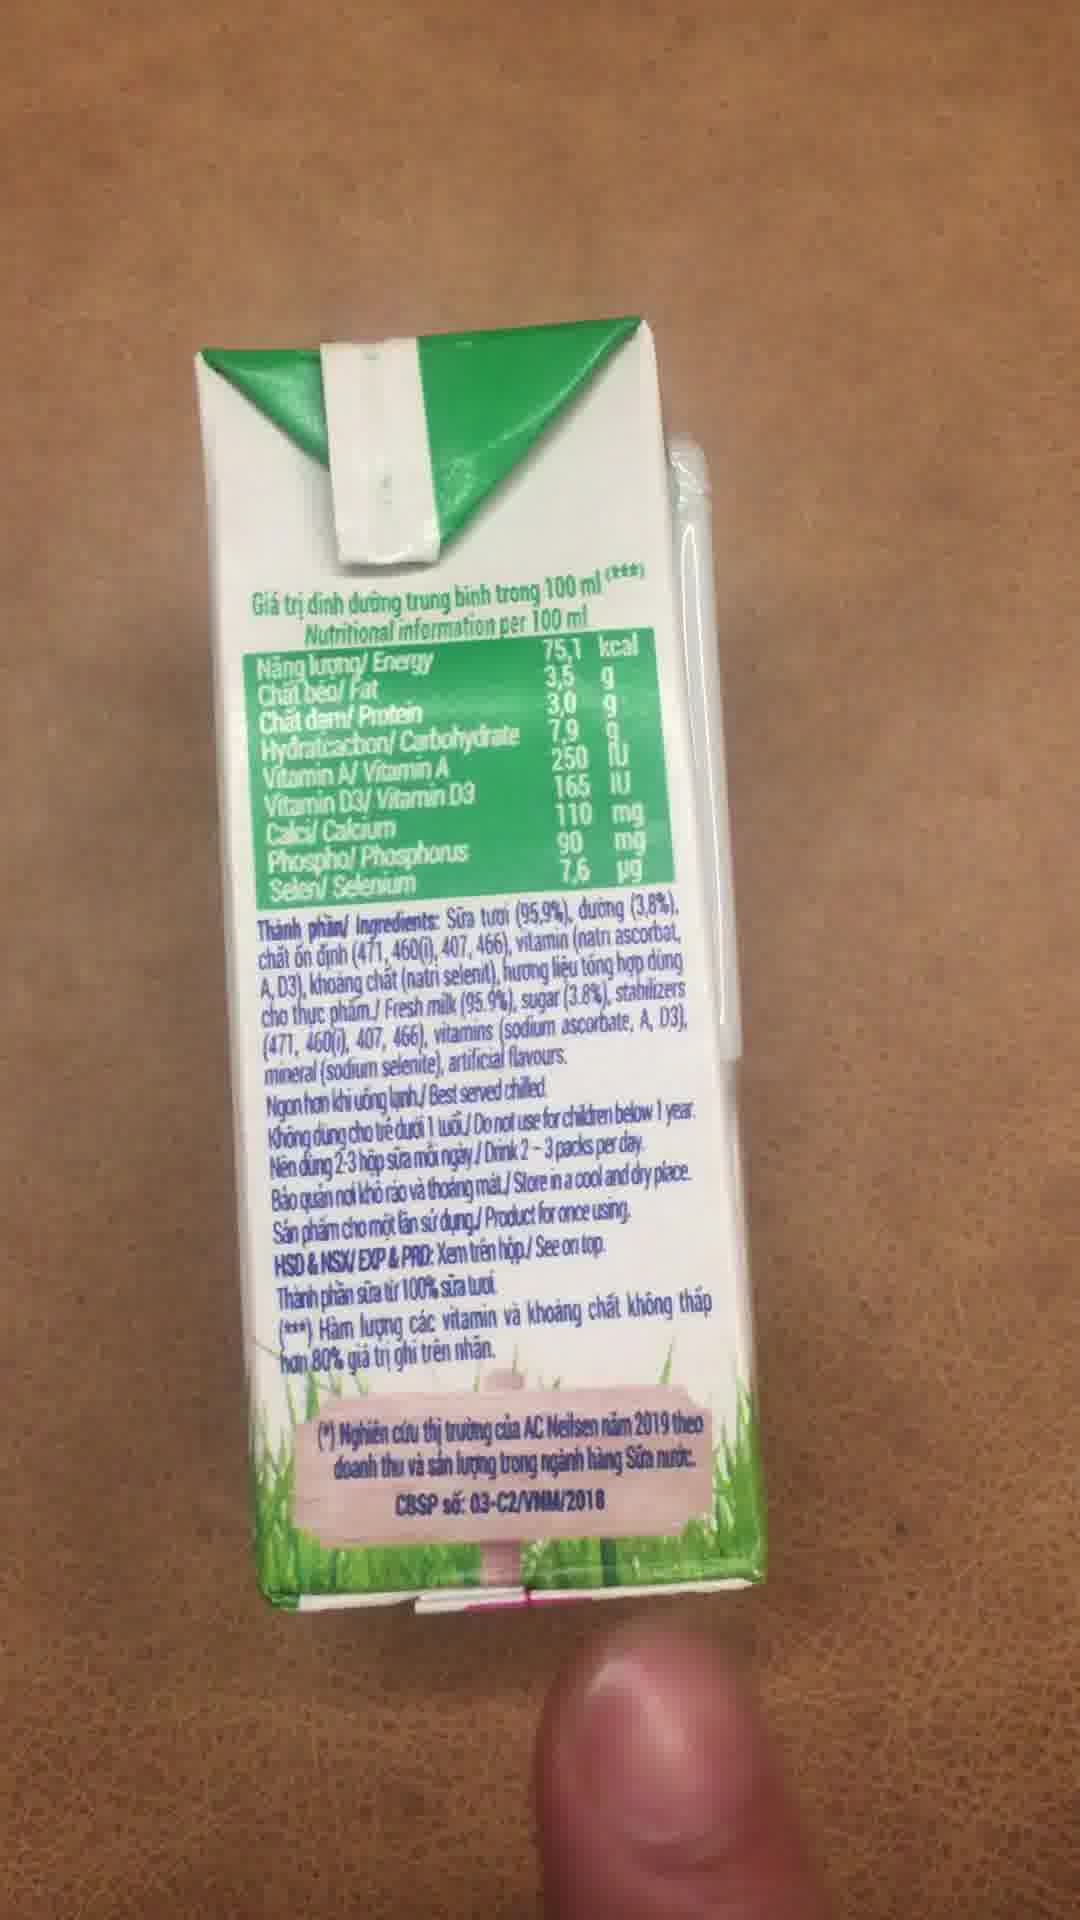 Giá trị dinh dưỡng trung bình trong 100 ml (***)
Nutritional information per 100 ml
Năng lượng/ Energy 75,1 kcal
Chất béo/ Fat 3,5 g
Chất đạm/ Protein 3,0 g
Hydratcacbon/ Carbohydrate 7,9 g
Vitamin A/ Vitamin A 250 IU
Vitamin D3/ Vitamin D3 165 IU
Calci/ Calcium 110 mg
Phospho/ Phosphorus 90 mg
Selen/ Selenium 7,6 µg
Thành phần/ Ingredients: Sữa tươi (95,9%), đường (3,8%),
chất ổn định (471, 460(i), 407, 466), vitamin (natri ascorbat,
A, D3), khoáng chất (natri selenit), hương liệu tổng hợp dùng
cho thực phẩm./ Fresh milk (95.9%), sugar (3.8%), stabilizers
(471, 460(i), 407, 466), vitamins (sodium ascorbate, A, D3),
mineral (sodium selenite), artificial flavours.
Ngon hơn khi uống lạnh./ Best served chilled.
Không dùng cho trẻ dưới 1 tuổi./ Do not use for children below 1 year.
Nên dùng 2-3 hộp sữa mỗi ngày./ Drink 2 - 3 packs per day.
Bảo quản nơi khô ráo và thoáng mát./ Store in a cool and dry place.
Sản phẩm cho một lần sử dụng./ Product for once using.
HSD & NSX/ EXP & PRD: Xem trên hộp./ See on top.
Thành phần sữa từ 100% sữa tươi.
(***) Hàm lượng các vitamin và khoáng chất không thấp
hơn 80% giá trị ghi trên nhãn.
(*) Nghiên cứu thị trường của AC Neilsen năm 2019 theo
doanh thu và sản lượng trong ngành hàng Sữa nước.
CBSP số: 03-C2/VNM/2018